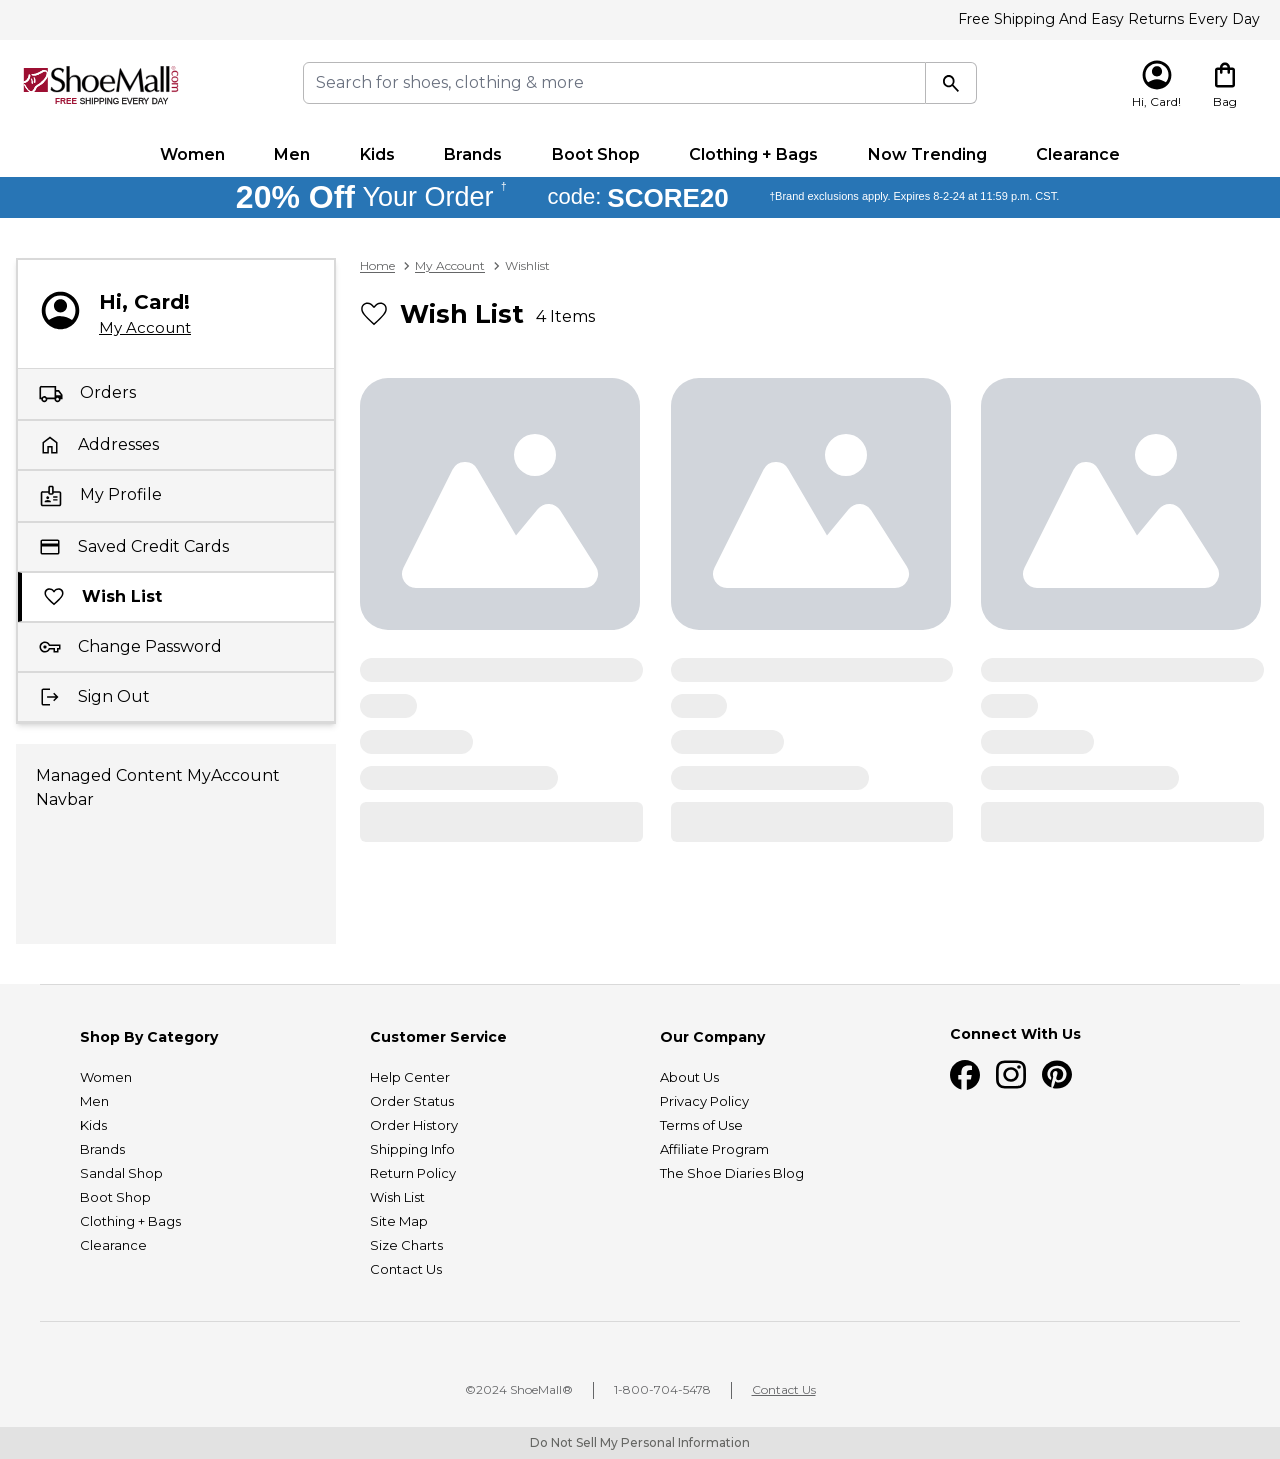 Free Shipping And Easy Returns Every Day
ShoeMall®.com
FREE SHIPPING EVERY DAY
Search for shoes, clothing & more
Hi, Card!
Bag
Women Men Kids Brands Boot Shop Clothing + Bags Now Trending Clearance
20% Off Your Order † code: SCORE20 †Brand exclusions apply. Expires 8-2-24 at 11:59 p.m. CST.
Hi, Card!
My Account
Orders
Addresses
My Profile
Saved Credit Cards
Wish List
Change Password
Sign Out
Managed Content MyAccount
Navbar
Home > My Account > Wishlist
Wish List 4 Items
Shop By Category
Women
Men
Kids
Brands
Sandal Shop
Boot Shop
Clothing + Bags
Clearance
Customer Service
Help Center
Order Status
Order History
Shipping Info
Return Policy
Wish List
Site Map
Size Charts
Contact Us
Our Company
About Us
Privacy Policy
Terms of Use
Affiliate Program
The Shoe Diaries Blog
Connect With Us
©2024 ShoeMall® | 1-800-704-5478 | Contact Us
Do Not Sell My Personal Information